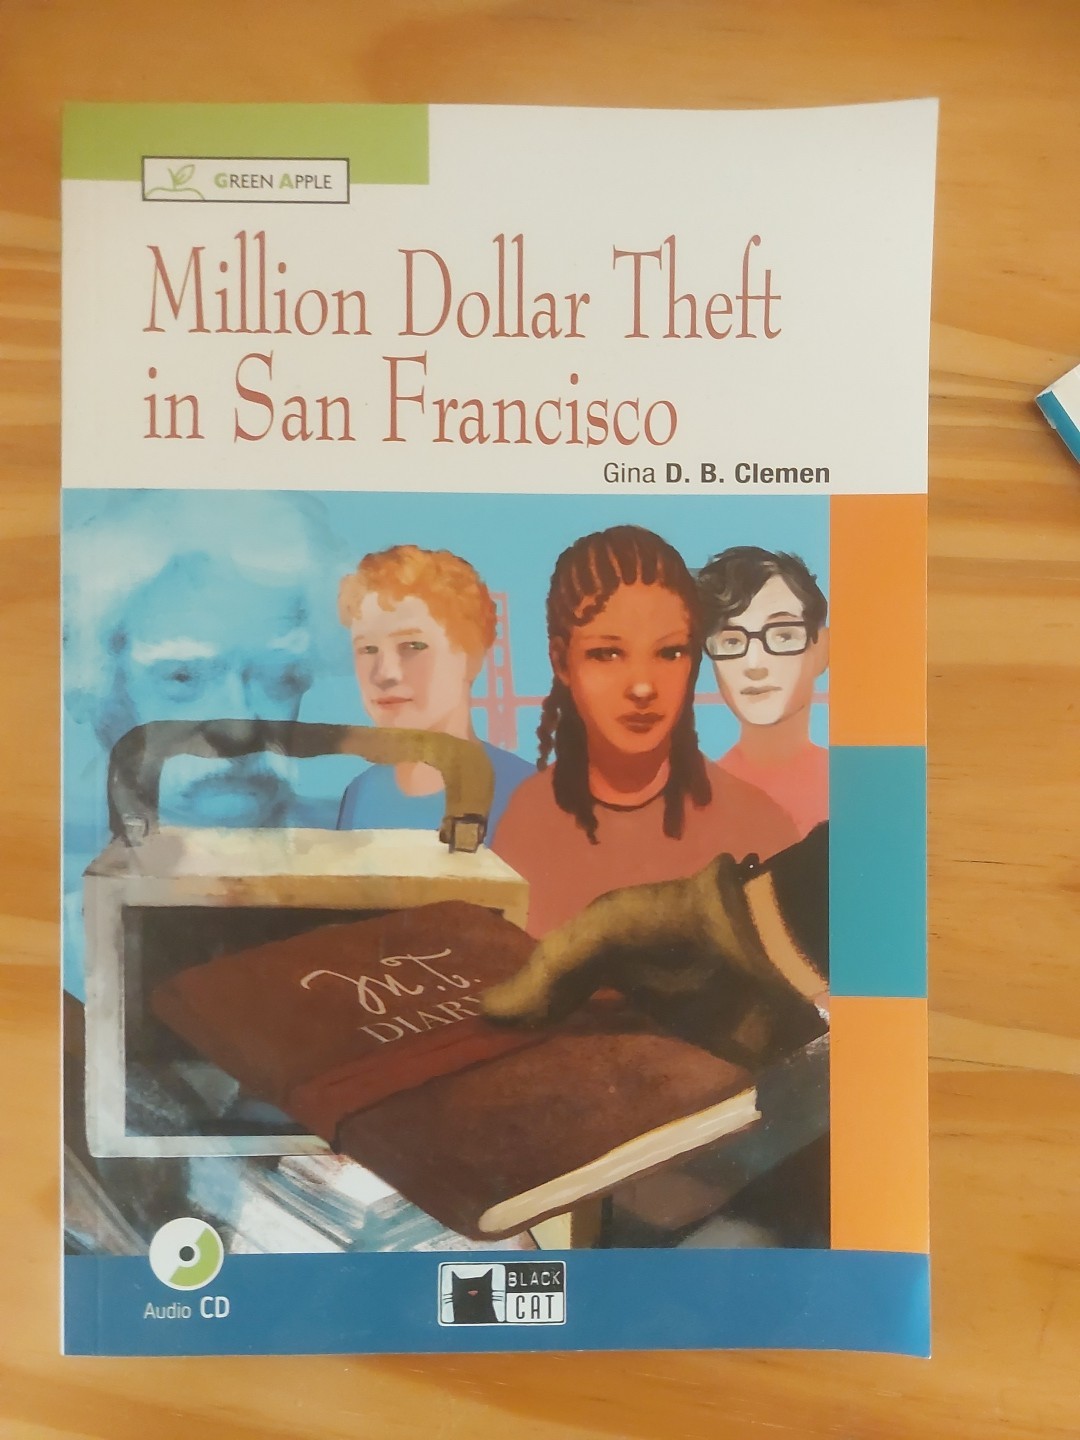 GREEN APPLE
Million Dollar Theft
in San Francisco
Gina D. B. Clemen
M.T.
DIARY
Audio CD
BLACK
CAT